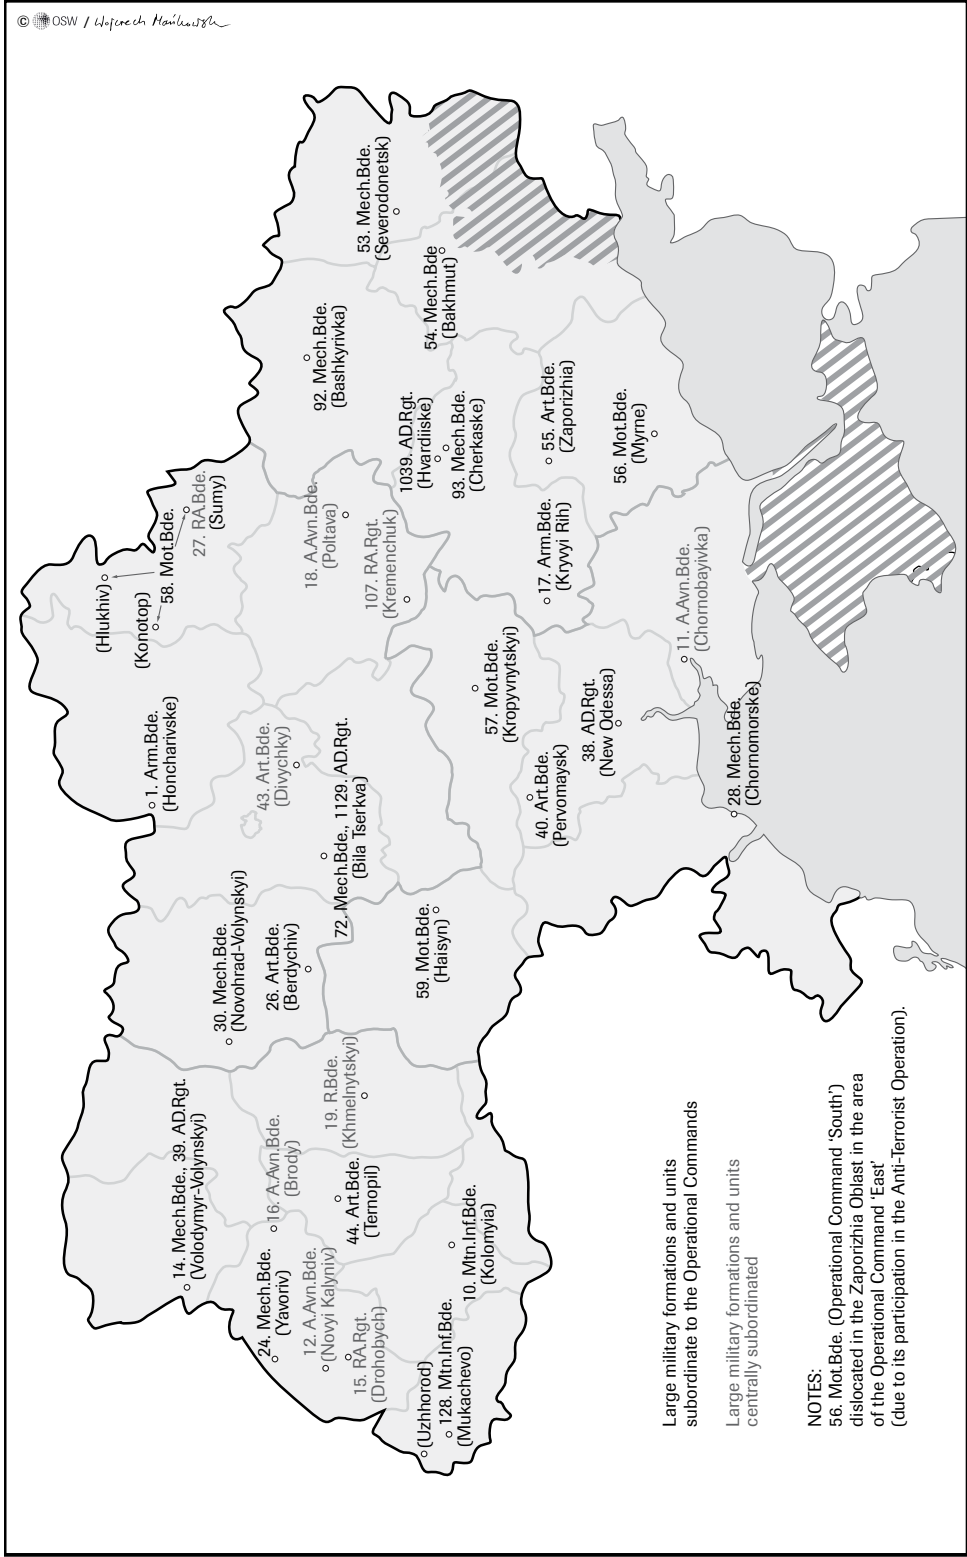 © OSW / Wojciech Mańkowski
(Hlukhiv)
(Konotop)
58. Mot.Bde.
27. RA.Bde.
(Sumy)
1. Arm.Bde.
(Honcharivske)
14. Mech.Bde., 39. AD.Rgt.
(Volodymyr-Volynskyi)
30. Mech.Bde.
(Novohrad-Volynskyi)
26. Art.Bde.
(Berdychiv)
43. Art.Bde.
(Divychky)
72. Mech.Bde., 1129. AD.Rgt.
(Bila Tserkva)
18. A.Avn.Bde.
(Poltava)
107. RA.Rgt.
(Kremenchuk)
92. Mech.Bde.
(Bashkyrivka)
53. Mech.Bde.
(Severodonetsk)
54. Mech.Bde
(Bakhmut)
1039. AD.Rgt.
(Hvardiiske)
93. Mech.Bde.
(Cherkaske)
24. Mech.Bde.
(Yavoriv)
16. A.Avn.Bde.
(Brody)
12. A.Avn.Bde.
(Novyi Kalyniv)
15. RA.Rgt.
(Drohobych)
44. Art.Bde.
(Ternopil)
19. R.Bde.
(Khmelnytskyi)
59. Mot.Bde.
(Haisyn)
57. Mot.Bde.
(Kropyvnytskyi)
17. Arm.Bde.
(Kryvyi Rih)
55. Art.Bde.
(Zaporizhia)
56. Mot.Bde.
(Myrne)
(Uzhhorod)
128. Mtn.Inf.Bde.
(Mukachevo)
10. Mtn.Inf.Bde.
(Kolomyia)
40. Art.Bde.
(Pervomaysk)
38. AD.Rgt.
(New Odessa)
11. A.Avn.Bde.
(Chornobayivka)
28. Mech.Bde.
(Chornomorske)
Large military formations and units
subordinate to the Operational Commands
Large military formations and units
centrally subordinated
NOTES:
56. Mot.Bde. (Operational Command ‘South’)
dislocated in the Zaporizhia Oblast in the area
of the Operational Command ‘East’
(due to its participation in the Anti-Terrorist Operation).